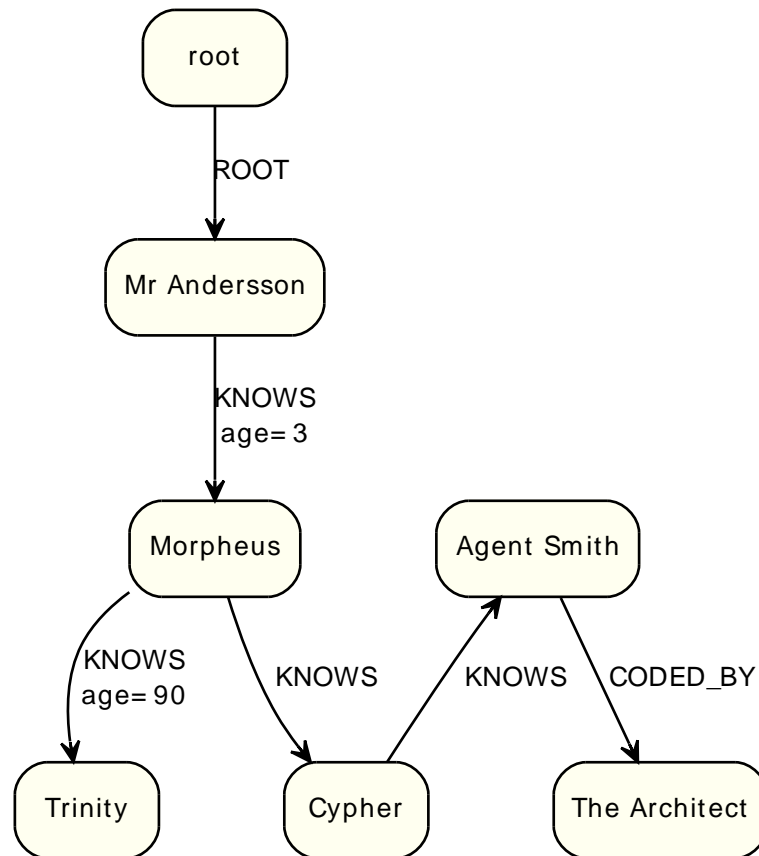 root
ROOT
Mr Andersson
KNOWS
age=3
Morpheus
Agent Smith
KNOWS
age=90
KNOWS
KNOWS
CODED_BY
Trinity
Cypher
The Architect